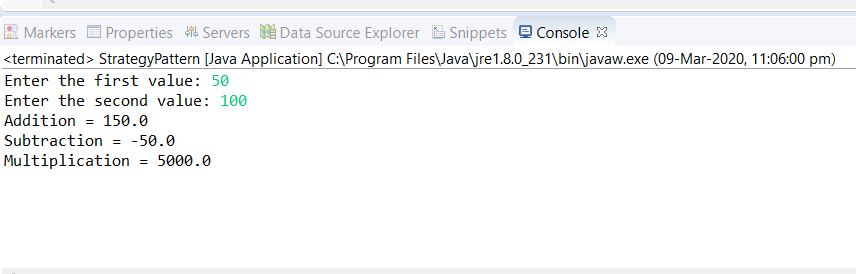 Markers Properties Servers Data Source Explorer Snippets Console
<terminated> StrategyPattern [Java Application] C:\Program Files\Java\jre1.8.0_231\bin\javaw.exe (09-Mar-2020, 11:06:00 pm)
Enter the first value: 50
Enter the second value: 100
Addition = 150.0
Subtraction = -50.0
Multiplication = 5000.0